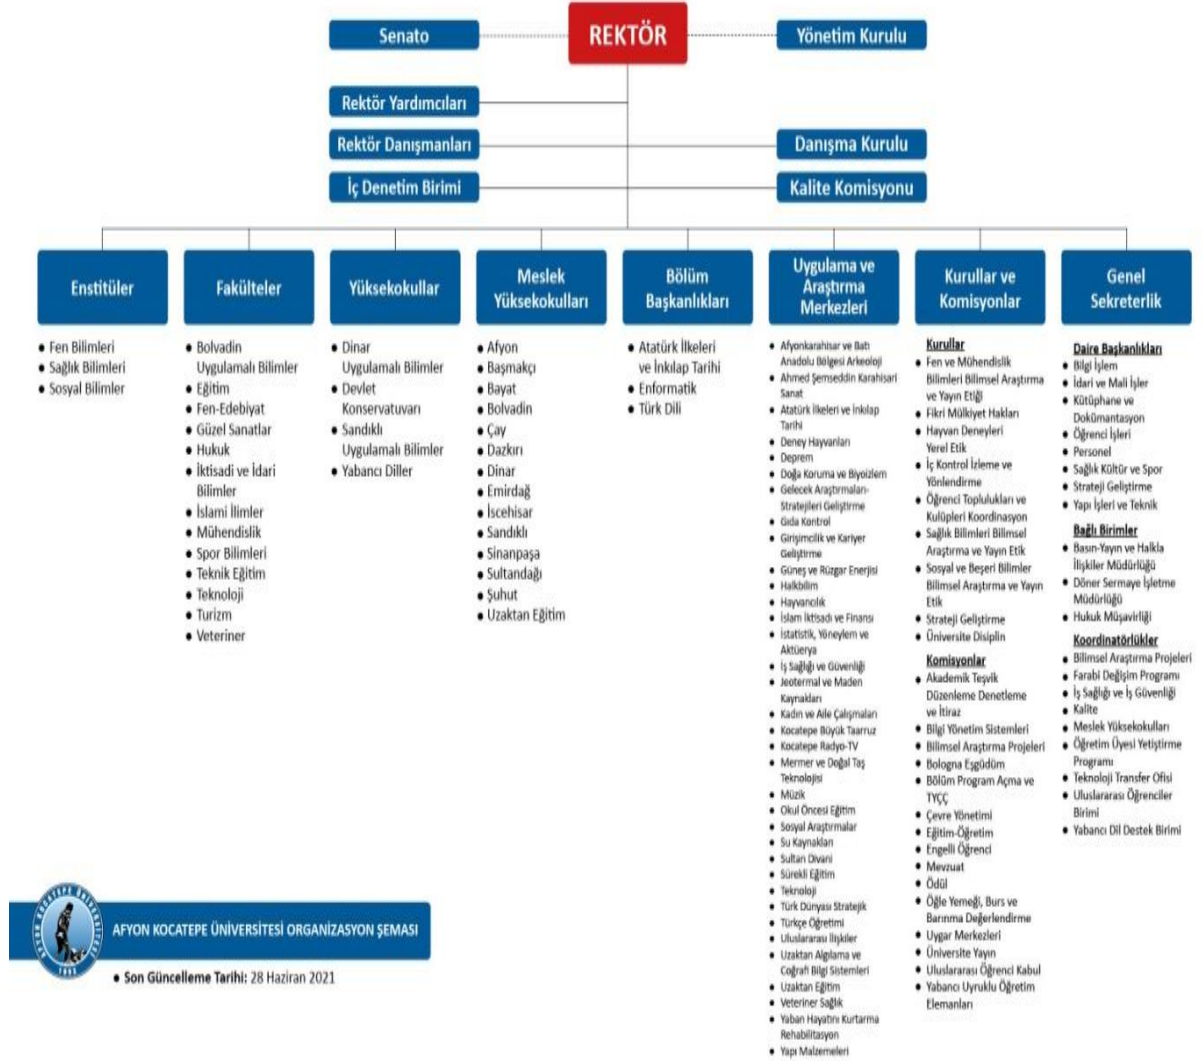 Senato
REKTÖR
Yönetim Kurulu
Rektör Yardımcıları
Rektör Danışmanları
Danışma Kurulu
İç Denetim Birimi
Kalite Komisyonu
Enstitüler
● Fen Bilimleri
● Sağlık Bilimleri
● Sosyal Bilimler
Fakülteler
● Bolvadin
Uygulamalı Bilimler
● Eğitim
● Fen-Edebiyat
● Güzel Sanatlar
● Hukuk
● İktisadi ve İdari
Bilimler
● İslami İlimler
● Mühendislik
● Spor Bilimleri
● Teknik Eğitim
● Teknoloji
● Turizm
● Veteriner
Yüksekokullar
● Dinar
Uygulamalı Bilimler
● Devlet
Konservatuvarı
● Sandıklı
Uygulamalı Bilimler
● Yabancı Diller
Meslek
Yüksekokulları
● Afyon
● Başmakçı
● Bayat
● Bolvadin
● Çay
● Dazkırı
● Dinar
● Emirdağ
● İscehisar
● Sandıklı
● Sinanpaşa
● Sultandağı
● Şuhut
● Uzaktan Eğitim
Bölüm
Başkanlıkları
● Atatürk İlkeleri
ve İnkılap Tarihi
● Enformatik
● Türk Dili
Uygulama ve
Araştırma
Merkezleri
● Afyonkarahisar ve Batı
Anadolu Bölgesi Arkeoloji
● Ahmed Şemseddin Karahisari
Sanat
● Atatürk İlkeleri ve İnkılap
Tarihi
● Deney Hayvanları
● Deprem
● Doğa Koruma ve Biyoizlem
● Gelecek Araştırmaları-
Stratejileri Geliştirme
● Gıda Kontrol
● Girişimcilik ve Kariyer
Geliştirme
● Güneş ve Rüzgar Enerjisi
● Halkbilim
● Hayvancılık
● İslam İktisadı ve Finansı
● İstatistik, Yöneylem ve
Aktüerya
● İş Sağlığı ve Güvenliği
● Jeotermal ve Maden
Kaynakları
● Kadın ve Aile Çalışmaları
● Kocatepe Büyük Taarruz
● Kocatepe Radyo-TV
● Mermer ve Doğal Taş
Teknolojisi
● Müzik
● Okul Öncesi Eğitim
● Sosyal Araştırmalar
● Su Kaynakları
● Sultan Divani
● Sürekli Eğitim
● Teknoloji
● Türk Dünyası Stratejik
● Türkçe Öğretimi
● Uluslararası İlişkiler
● Uzaktan Algılama ve
Coğrafi Bilgi Sistemleri
● Uzaktan Eğitim
● Veteriner Sağlık
● Yaban Hayatını Kurtarma
Rehabilitasyon
● Yapı Malzemeleri
Kurullar ve
Komisyonlar
Kurullar
● Fen ve Mühendislik
Bilimleri Bilimsel Araştırma
ve Yayın Etiği
● Fikri Mülkiyet Hakları
● Hayvan Deneyleri
Yerel Etik
● İç Kontrol İzleme ve
Yönlendirme
● Öğrenci Toplulukları ve
Kulüpleri Koordinasyon
● Sağlık Bilimleri Bilimsel
Araştırma ve Yayın Etik
● Sosyal ve Beşeri Bilimler
Bilimsel Araştırma ve Yayın
Etik
● Strateji Geliştirme
● Üniversite Disiplin
Komisyonlar
● Akademik Teşvik
Düzenleme Denetleme
ve İtiraz
● Bilgi Yönetim Sistemleri
● Bilimsel Araştırma Projeleri
● Bologna Eşgüdüm
● Bölüm Program Açma ve
TYÇÇ
● Çevre Yönetimi
● Eğitim-Öğretim
● Engelli Öğrenci
● Mevzuat
● Ödül
● Öğle Yemeği, Burs ve
Barınma Değerlendirme
● Uygar Merkezleri
● Üniversite Yayın
● Uluslararası Öğrenci Kabul
● Yabancı Uyruklu Öğretim
Elemanları
Genel
Sekreterlik
Daire Başkanlıkları
● Bilgi İşlem
● İdari ve Mali İşler
● Kütüphane ve
Dokümantasyon
● Öğrenci İşleri
● Personel
● Sağlık Kültür ve Spor
● Strateji Geliştirme
● Yapı İşleri ve Teknik
Bağlı Birimler
● Basın-Yayın ve Halkla
İlişkiler Müdürlüğü
● Döner Sermaye İşletme
Müdürlüğü
● Hukuk Müşavirliği
Koordinatörlükler
● Bilimsel Araştırma Projeleri
● Farabi Değişim Programı
● İş Sağlığı ve İş Güvenliği
● Kalite
● Meslek Yüksekokulları
● Öğretim Üyesi Yetiştirme
Programı
● Teknoloji Transfer Ofisi
● Uluslararası Öğrenciler
Birimi
● Yabancı Dil Destek Birimi
AFYON KOCATEPE ÜNİVERSİTESİ
1992
AFYON KOCATEPE ÜNİVERSİTESİ ORGANİZASYON ŞEMASI
● Son Güncelleme Tarihi: 28 Haziran 2021